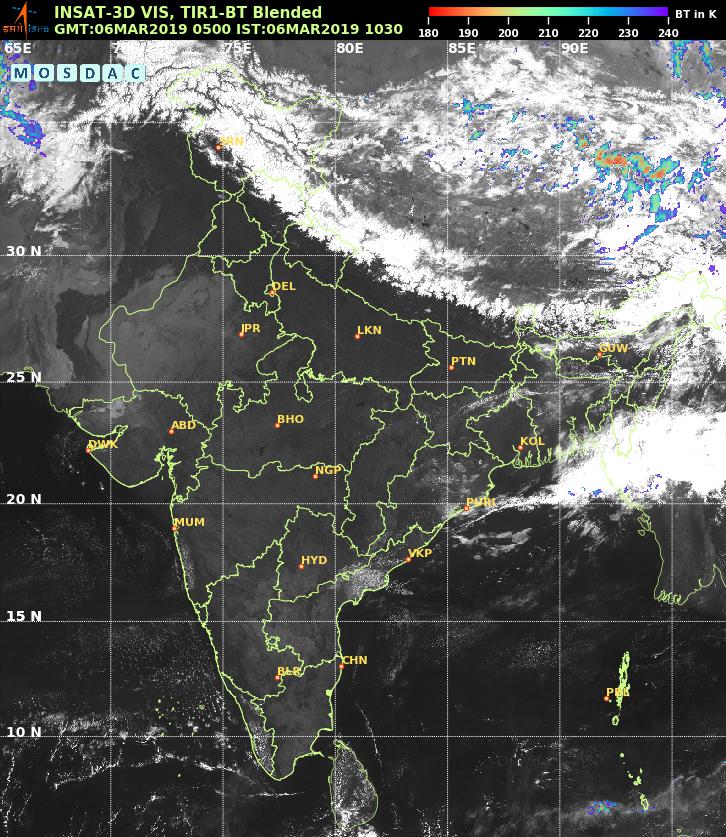 INSAT-3D VIS, TIR1-BT Blended
GMT:06MAR2019 0500 IST:06MAR2019 1030
BT in K
180 190 200 210 220 230 240
65E 75E 80E 85E 90E
M O S D A C
SRN
30 N
DEL
JPR
LKN
GUW
PTN
25 N
ABD
BHO
DWK
KOL
NGP
20 N
PURI
MUM
VKP
HYD
15 N
CHN
BLR
PBL
10 N